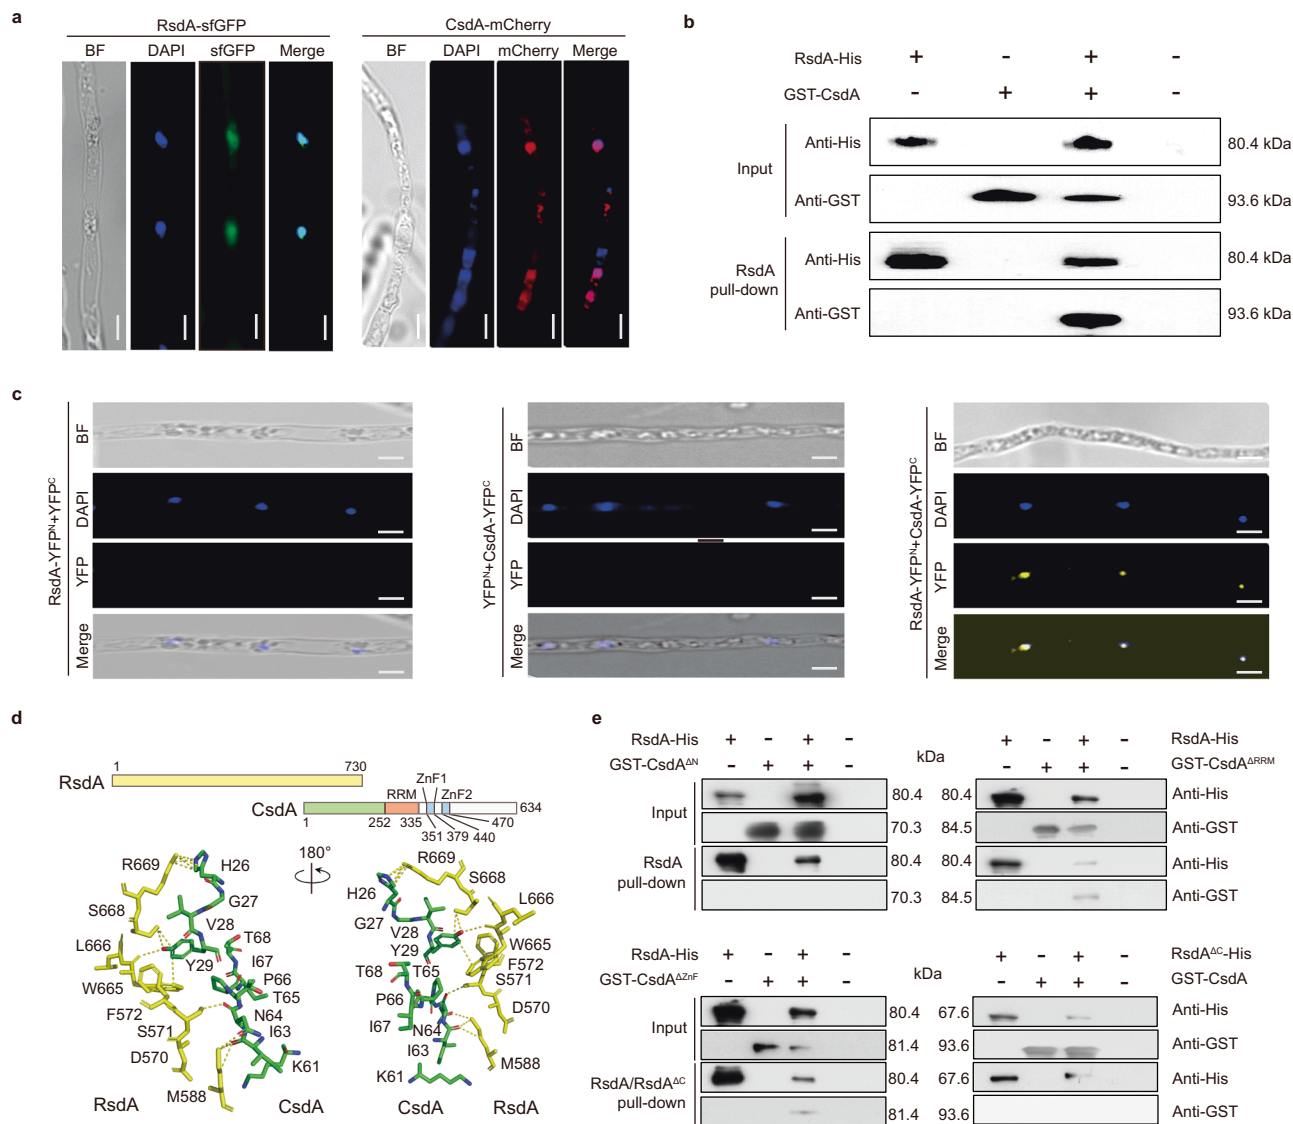 a
RsdA-sfGFP
CsdA-mCherry
BF DAPI sfGFP Merge
BF DAPI mCherry Merge
b
RsdA-His + - + -
GST-CsdA - + + -
Input
Anti-His 80.4 kDa
Anti-GST 93.6 kDa
RsdA pull-down
Anti-His 80.4 kDa
Anti-GST 93.6 kDa
c
RsdA-YFPᴺ+YFPᶜ
BF
DAPI
YFP
Merge
YFPᴺ+CsdA-YFPᶜ
BF
DAPI
YFP
Merge
RsdA-YFPᴺ+CsdA-YFPᶜ
BF
DAPI
YFP
Merge
d
1 730
RsdA
ZnF1
RRM ZnF2
CsdA 634
1 252 335 470
351 379 440
180°
R669
H26
G27
S668
V28
T68
L666
Y29
I67
W665
P66
T65
F572
N64
S571
I63
D570
K61
M588
RsdA CsdA
R669
S668
H26
L666
G27
V28
W665
Y29
F572
T68
T65
S571
P66
D570
I67
N64
I63
M588
K61
CsdA RsdA
e
RsdA-His + - + -
GST-CsdAᐃᴺ - + + -
kDa
+ - + - RsdA-His
- + + - GST-CsdAᐃᴿᴿᴹ
Input
80.4 80.4 Anti-His
70.3 84.5 Anti-GST
RsdA pull-down
80.4 80.4 Anti-His
70.3 84.5 Anti-GST
RsdA-His + - + -
GST-CsdAᐃᶻⁿᶠ - + + -
kDa
+ - + - RsdAᐃᶜ-His
- + + - GST-CsdA
Input
80.4 67.6 Anti-His
81.4 93.6 Anti-GST
RsdA/RsdAᐃᶜ pull-down
80.4 67.6 Anti-His
81.4 93.6 Anti-GST